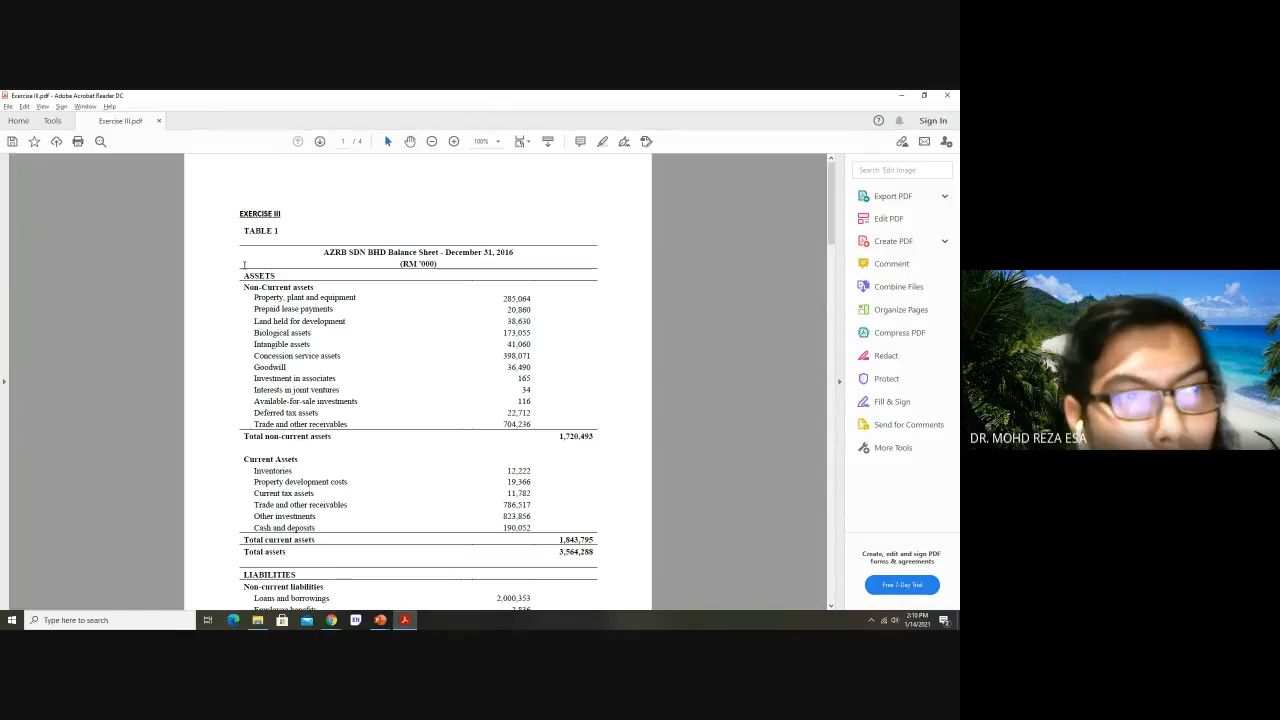 Exercise III.pdf - Adobe Acrobat Reader DC
File Edit View Sign Window Help
Home Tools Exercise III.pdf × Sign In
1 / 4 100%
EXERCISE III
TABLE 1
AZRB SDN BHD Balance Sheet - December 31, 2016
(RM '000)
ASSETS
Non-Current assets
Property, plant and equipment 285,064
Prepaid lease payments 20,860
Land held for development 38,630
Biological assets 173,055
Intangible assets 41,060
Concession service assets 398,071
Goodwill 36,490
Investment in associates 165
Interests in joint ventures 34
Available-for-sale investments 116
Deferred tax assets 22,712
Trade and other receivables 704,236
Total non-current assets 1,720,493
Current Assets
Inventories 12,222
Property development costs 19,366
Current tax assets 11,782
Trade and other receivables 786,517
Other investments 823,856
Cash and deposits 190,052
Total current assets 1,843,795
Total assets 3,564,288
LIABILITIES
Non-current liabilities
Loans and borrowings 2,000,353
Employee benefits 2,836
Search 'Edit Image'
Export PDF
Edit PDF
Create PDF
Comment
Combine Files
Organize Pages
Compress PDF
Redact
Protect
Fill & Sign
Send for Comments
More Tools
Create, edit and sign PDF
forms & agreements
Free 7-Day Trial
Type here to search
EN
2:10 PM
1/14/2021
DR. MOHD REZA ESA